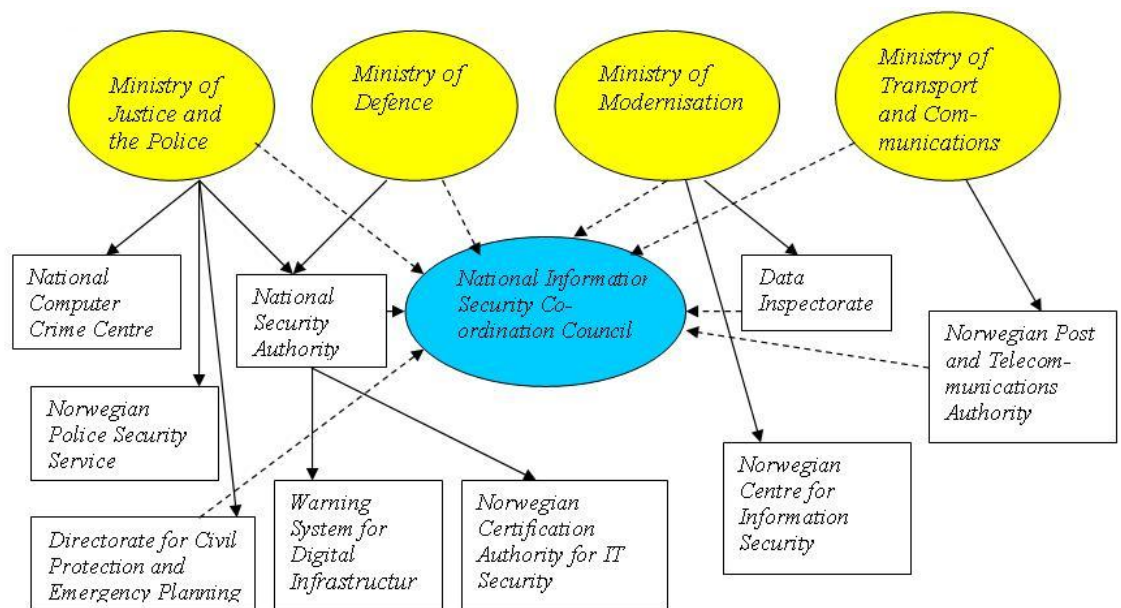 Ministry of
Justice and
the Police
Ministry of
Defence
Ministry of
Modernisation
Ministry of
Transport
and Com-
munications
National
Computer
Crime Centre
National
Security
Authority
National Information
Security Co-
ordination Council
Data
Inspectorate
Norwegian Post
and Telecom-
munications
Authority
Norwegian
Police Security
Service
Directorate for Civil
Protection and
Emergency Planning
Warning
System for
Digital
Infrastructur
Norwegian
Certification
Authority for IT
Security
Norwegian
Centre for
Information
Security